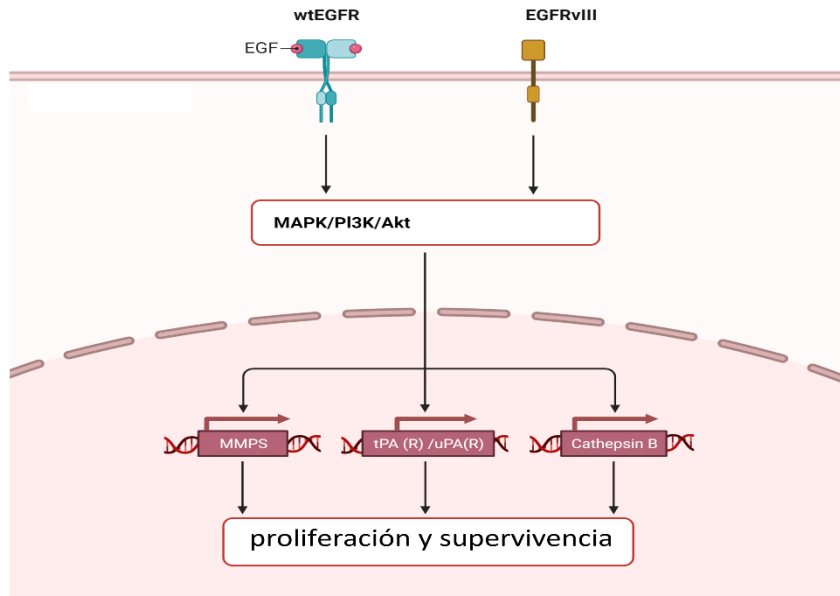 wtEGFR
EGFRvIII
EGF
MAPK/PI3K/Akt
MMPS
tPA (R) /uPA(R)
Cathepsin B
proliferación y supervivencia